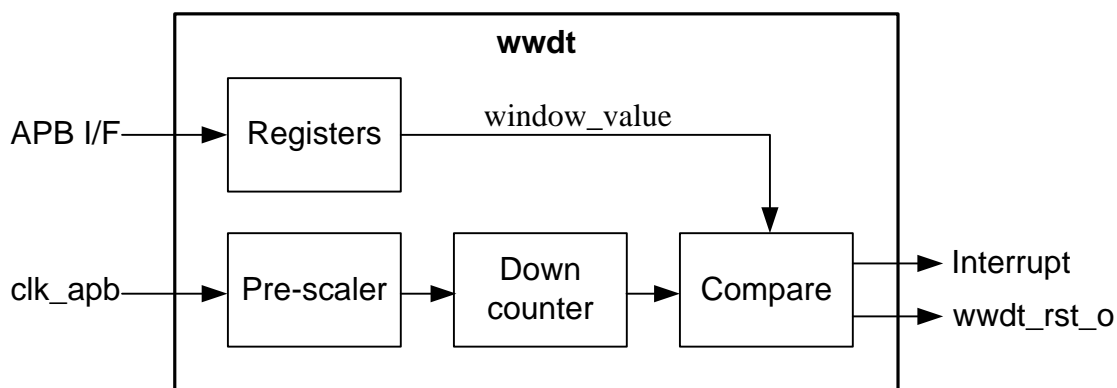 wwdt
APB I/F
Registers
window_value
clk_apb
Pre-scaler
Down
counter
Compare
Interrupt
wwdt_rst_o